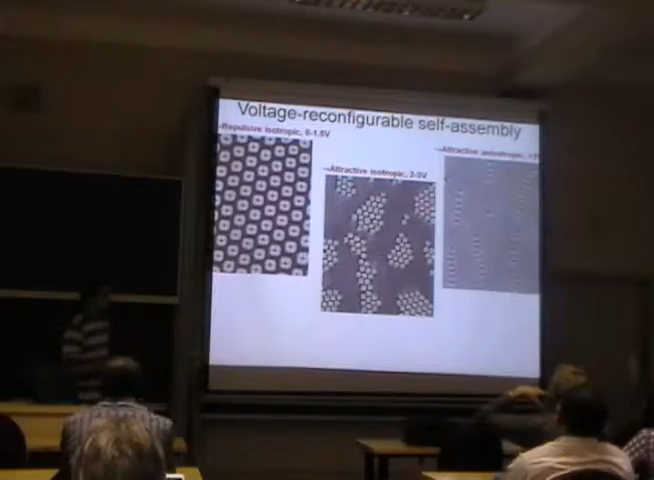 Voltage-reconfigurable self-assembly
Repulsive isotropic, 0-1.5V
Attractive isotropic, 2-3V
Attractive anisotropic,